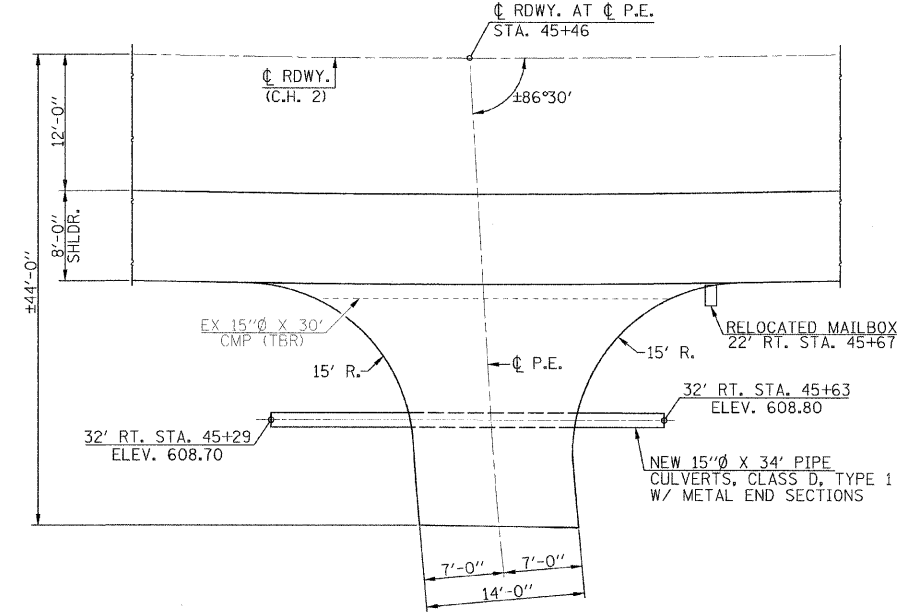 ℄ RDWY. AT ℄ P.E.
STA. 45+46
℄ RDWY.
(C.H. 2)
±86°30'
12'-0"
8'-0"
SHLDR.
±44'-0"
EX 15"Ø X 30'
CMP (TBR)
RELOCATED MAILBOX
22' RT. STA. 45+67
15' R.
℄ P.E.
15' R.
32' RT. STA. 45+63
ELEV. 608.80
32' RT. STA. 45+29
ELEV. 608.70
NEW 15"Ø X 34' PIPE
CULVERTS, CLASS D, TYPE 1
W/ METAL END SECTIONS
7'-0"
7'-0"
14'-0"